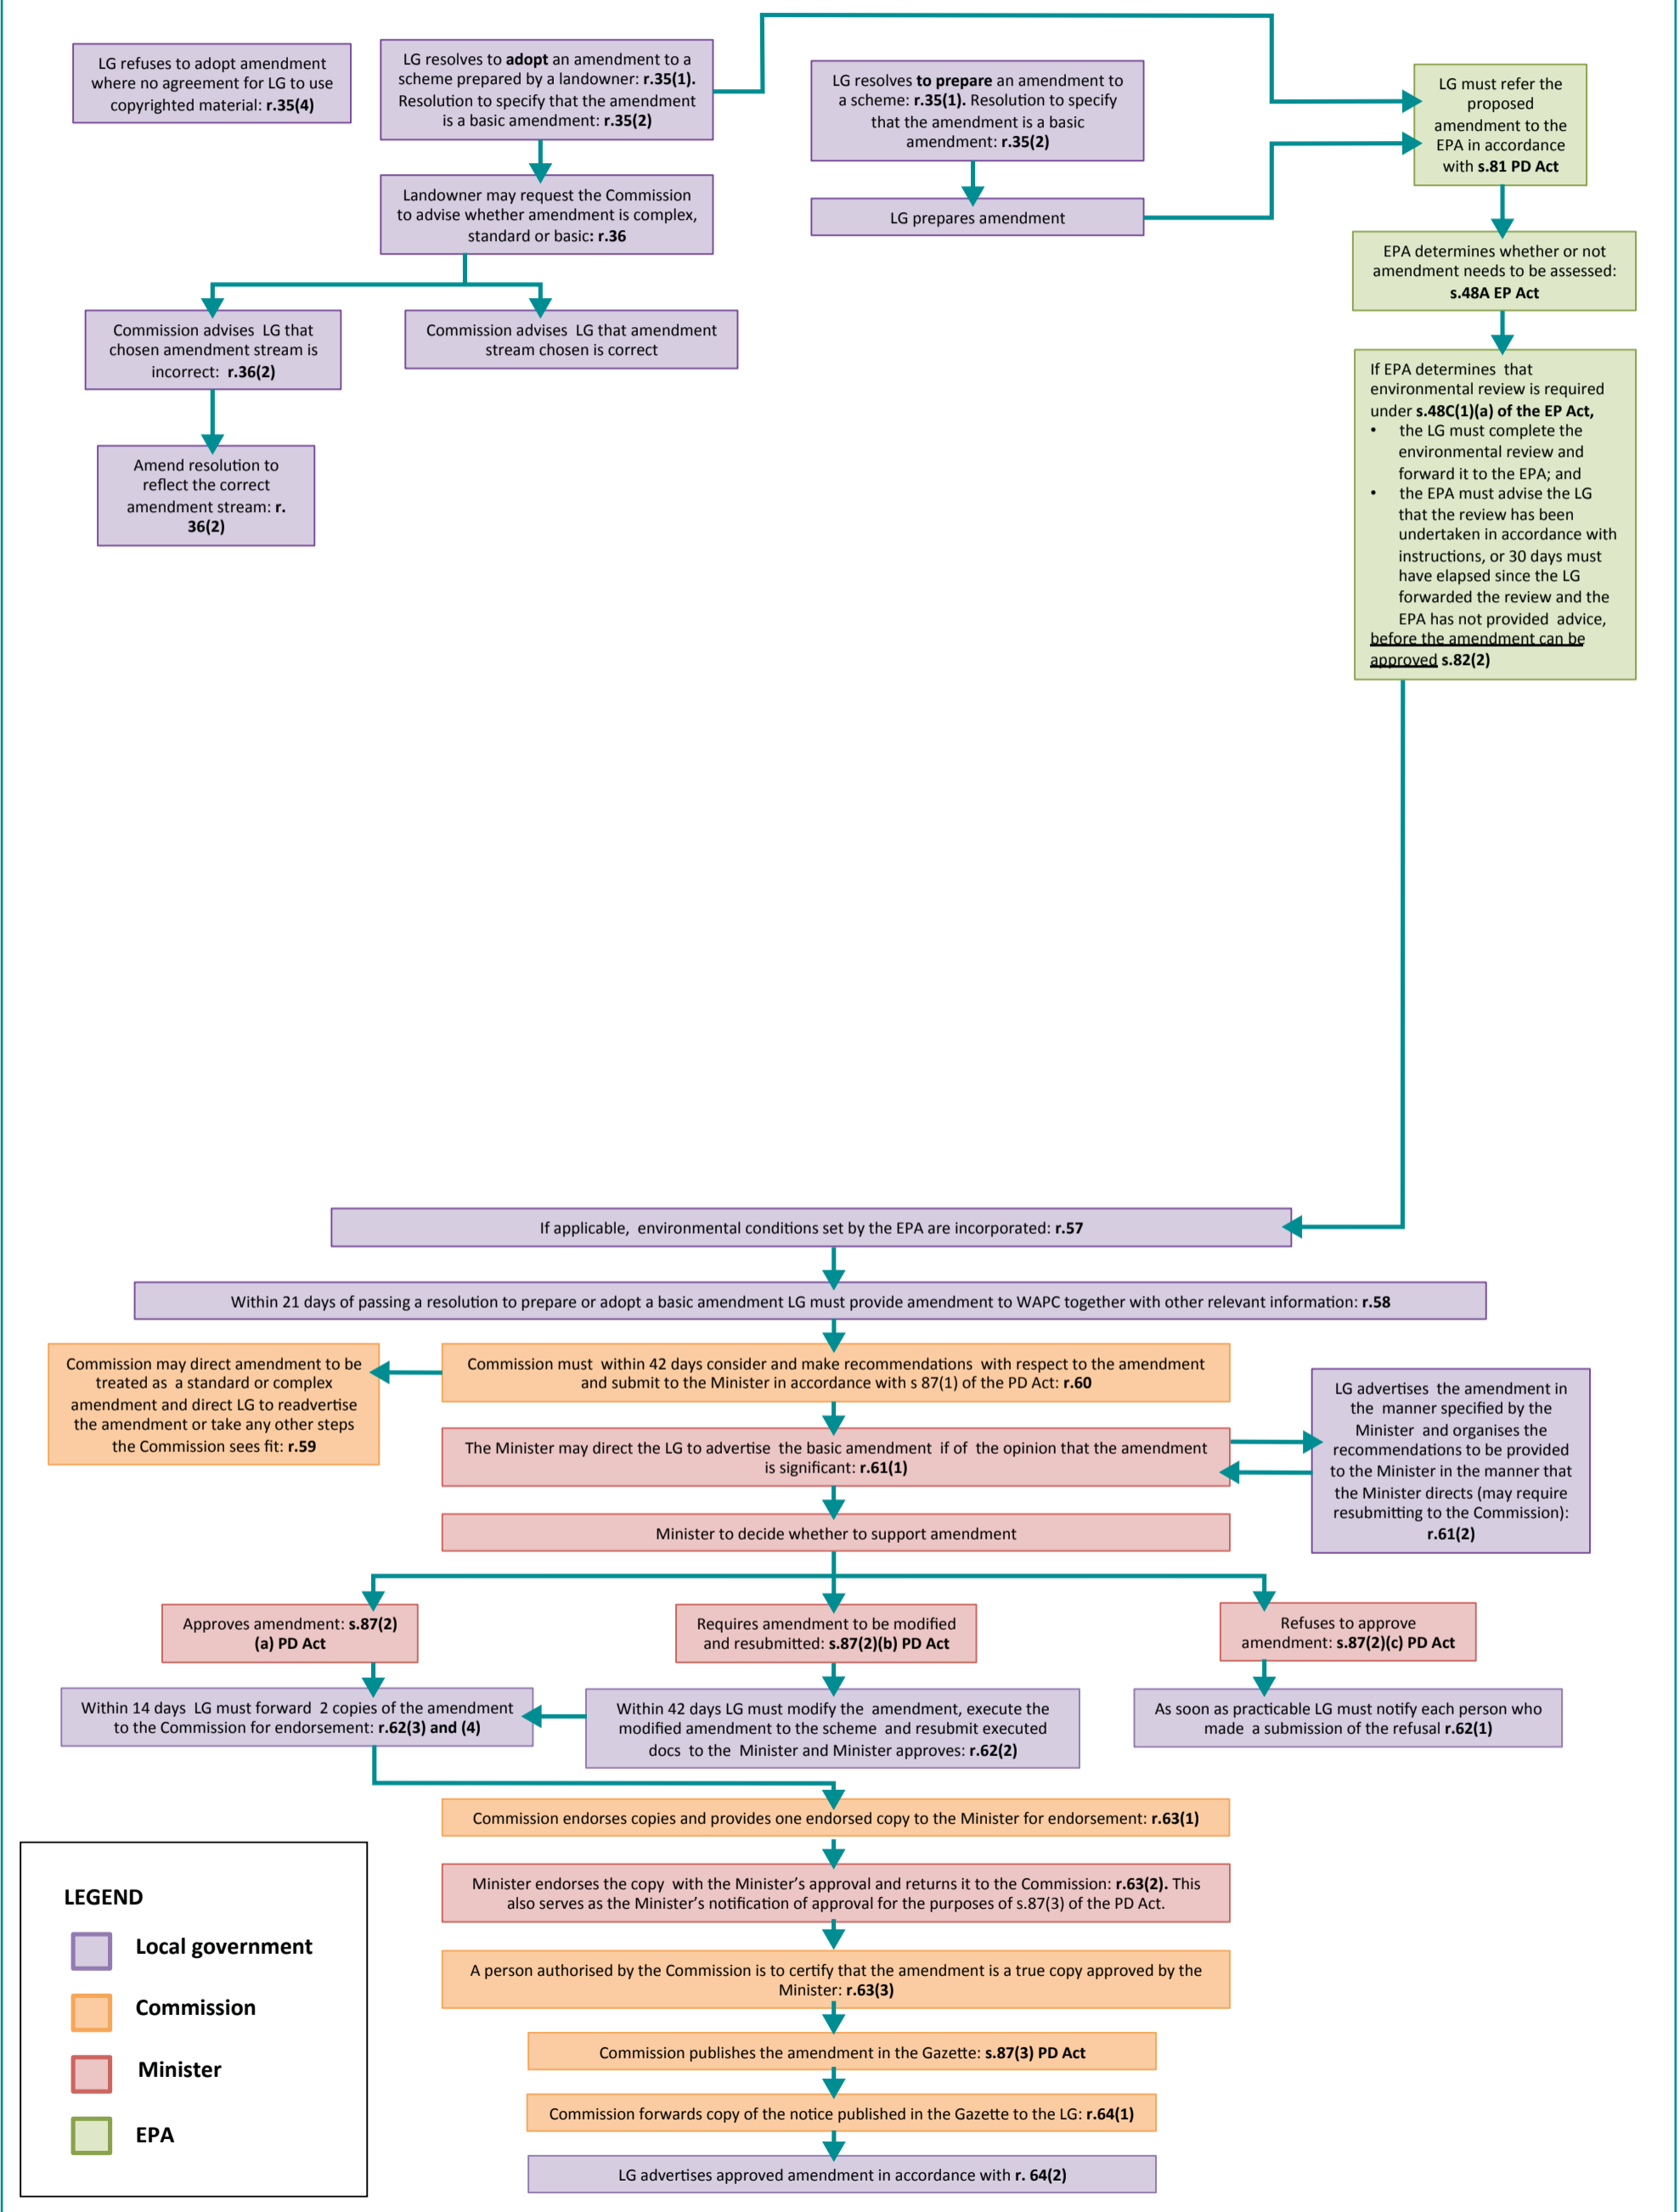 LG refuses to adopt amendment
where no agreement for LG to use
copyrighted material: r.35(4)
LG resolves to adopt an amendment to a
scheme prepared by a landowner: r.35(1).
Resolution to specify that the amendment
is a basic amendment: r.35(2)
LG resolves to prepare an amendment to
a scheme: r.35(1). Resolution to specify
that the amendment is a basic
amendment: r.35(2)
LG must refer the
proposed
amendment to the
EPA in accordance
with s.81 PD Act
Landowner may request the Commission
to advise whether amendment is complex,
standard or basic: r.36
LG prepares amendment
EPA determines whether or not
amendment needs to be assessed:
s.48A EP Act
Commission advises LG that
chosen amendment stream is
incorrect: r.36(2)
Commission advises LG that amendment
stream chosen is correct
If EPA determines that
environmental review is required
under s.48C(1)(a) of the EP Act,
• the LG must complete the
environmental review and
forward it to the EPA; and
• the EPA must advise the LG
that the review has been
undertaken in accordance with
instructions, or 30 days must
have elapsed since the LG
forwarded the review and the
EPA has not provided advice,
before the amendment can be
approved s.82(2)
Amend resolution to
reflect the correct
amendment stream: r.
36(2)
If applicable, environmental conditions set by the EPA are incorporated: r.57
Within 21 days of passing a resolution to prepare or adopt a basic amendment LG must provide amendment to WAPC together with other relevant information: r.58
Commission may direct amendment to be
treated as a standard or complex
amendment and direct LG to readvertise
the amendment or take any other steps
the Commission sees fit: r.59
Commission must within 42 days consider and make recommendations with respect to the amendment
and submit to the Minister in accordance with s 87(1) of the PD Act: r.60
The Minister may direct the LG to advertise the basic amendment if of the opinion that the amendment
is significant: r.61(1)
LG advertises the amendment in
the manner specified by the
Minister and organises the
recommendations to be provided
to the Minister in the manner that
the Minister directs (may require
resubmitting to the Commission):
r.61(2)
Minister to decide whether to support amendment
Approves amendment: s.87(2)
(a) PD Act
Requires amendment to be modified
and resubmitted: s.87(2)(b) PD Act
Refuses to approve
amendment: s.87(2)(c) PD Act
Within 14 days LG must forward 2 copies of the amendment
to the Commission for endorsement: r.62(3) and (4)
Within 42 days LG must modify the amendment, execute the
modified amendment to the scheme and resubmit executed
docs to the Minister and Minister approves: r.62(2)
As soon as practicable LG must notify each person who
made a submission of the refusal r.62(1)
Commission endorses copies and provides one endorsed copy to the Minister for endorsement: r.63(1)
Minister endorses the copy with the Minister's approval and returns it to the Commission: r.63(2). This
also serves as the Minister's notification of approval for the purposes of s.87(3) of the PD Act.
A person authorised by the Commission is to certify that the amendment is a true copy approved by the
Minister: r.63(3)
Commission publishes the amendment in the Gazette: s.87(3) PD Act
Commission forwards copy of the notice published in the Gazette to the LG: r.64(1)
LG advertises approved amendment in accordance with r. 64(2)
LEGEND
Local government
Commission
Minister
EPA